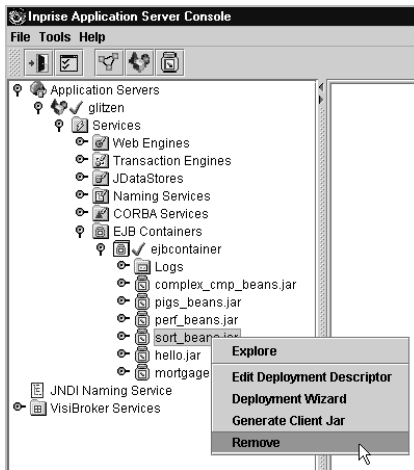 Inprise Application Server Console
File Tools Help
Application Servers
glitzen
Services
Web Engines
Transaction Engines
JDataStores
Naming Services
CORBA Services
EJB Containers
ejbcontainer
Logs
complex_cmp_beans.jar
pigs_beans.jar
perf_beans.jar
sort_beans.jar
hello.jar
mortgage
JNDI Naming Service
VisiBroker Services
Explore
Edit Deployment Descriptor
Deployment Wizard
Generate Client Jar
Remove